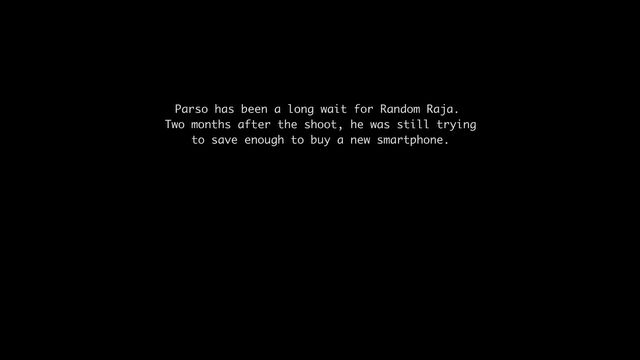 Parso has been a long wait for Random Raja.
Two months after the shoot, he was still trying
to save enough to buy a new smartphone.